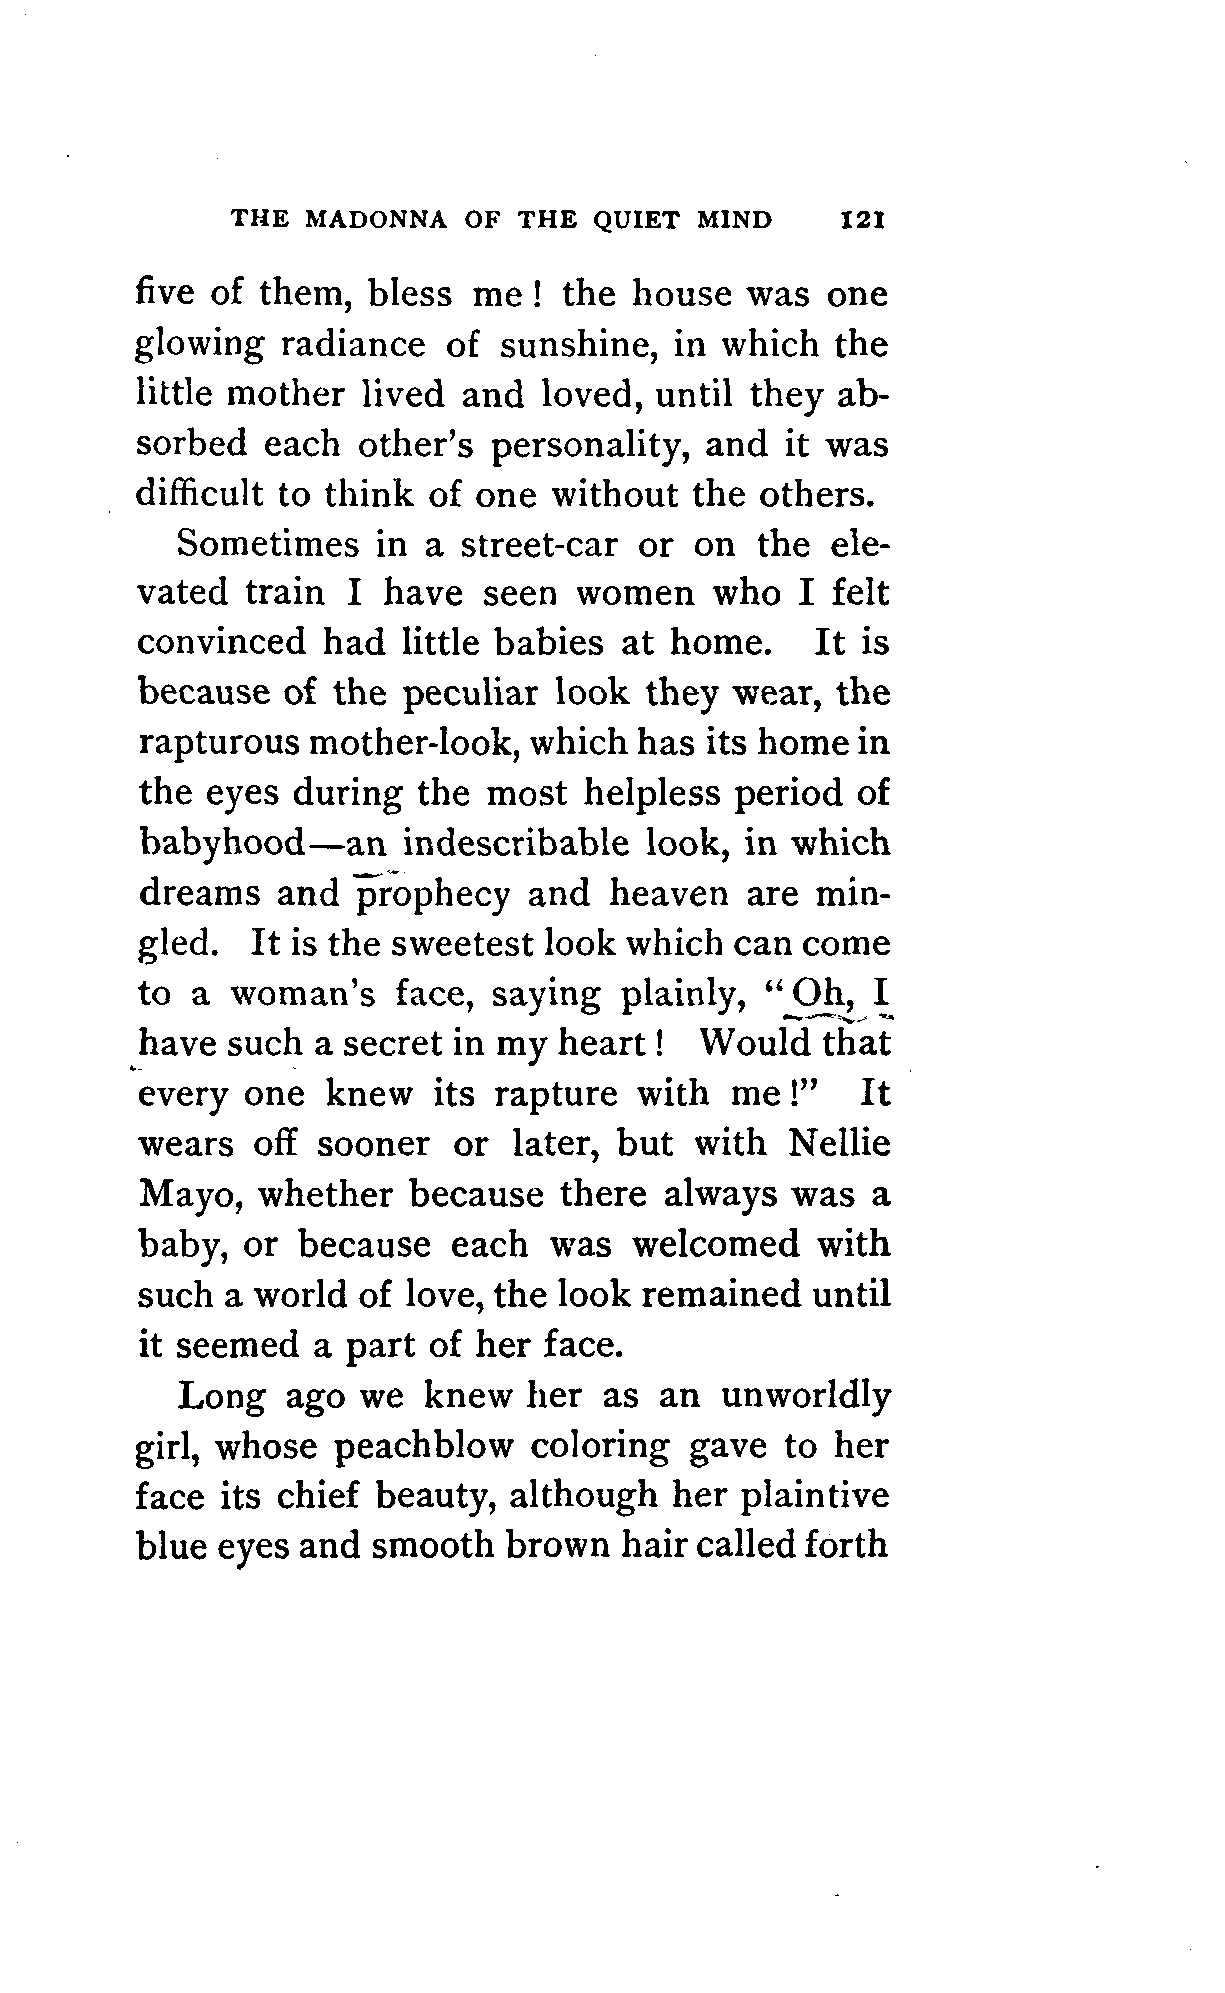 THE MADONNA OF THE QUIET MIND 121
five of them, bless me! the house was one
glowing radiance of sunshine, in which the
little mother lived and loved, until they ab-
sorbed each other's personality, and it was
difficult to think of one without the others.
Sometimes in a street-car or on the ele-
vated train I have seen women who I felt
convinced had little babies at home. It is
because of the peculiar look they wear, the
rapturous mother-look, which has its home in
the eyes during the most helpless period of
babyhood—an indescribable look, in which
dreams and prophecy and heaven are min-
gled. It is the sweetest look which can come
to a woman's face, saying plainly, "Oh, I
have such a secret in my heart! Would that
every one knew its rapture with me!" It
wears off sooner or later, but with Nellie
Mayo, whether because there always was a
baby, or because each was welcomed with
such a world of love, the look remained until
it seemed a part of her face.
Long ago we knew her as an unworldly
girl, whose peachblow coloring gave to her
face its chief beauty, although her plaintive
blue eyes and smooth brown hair called forth